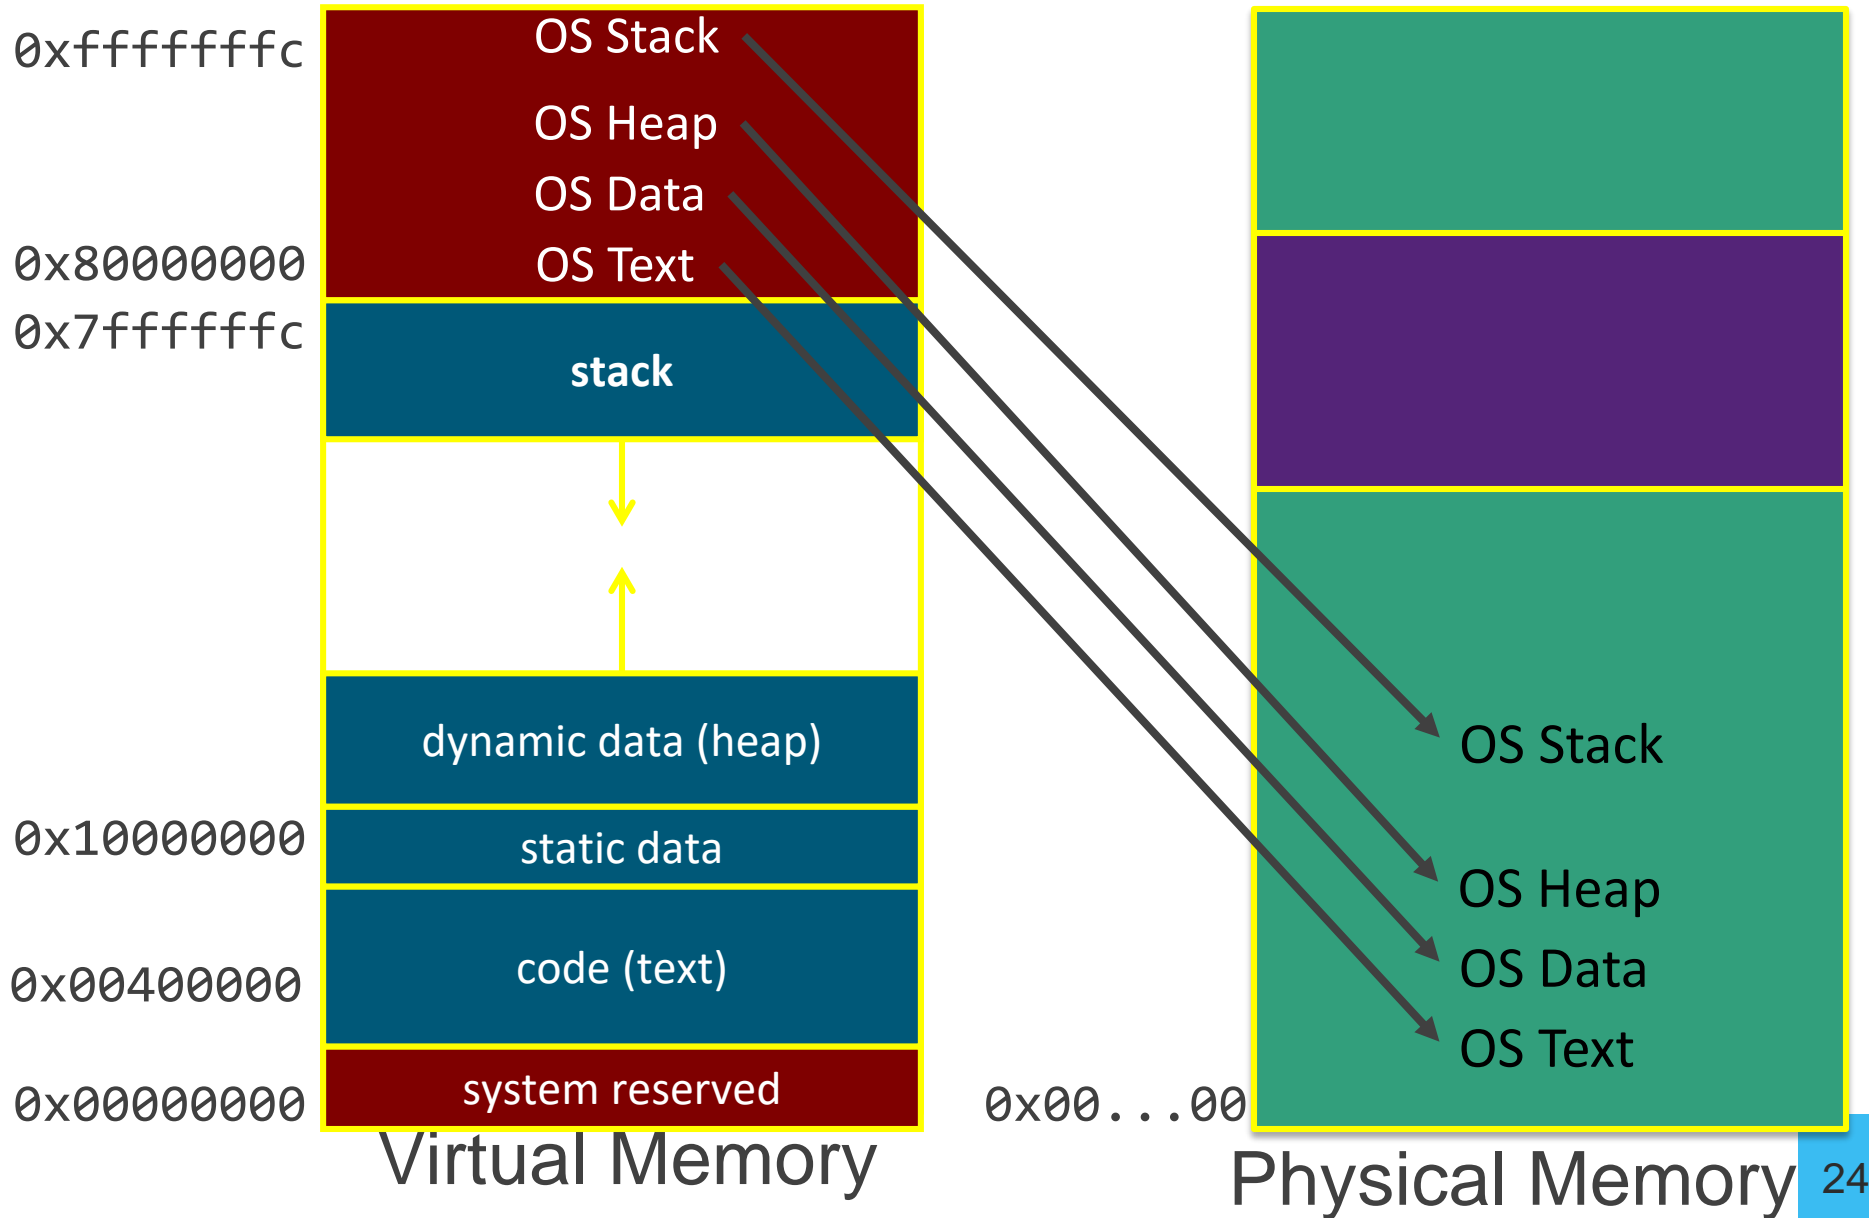 0xfffffffc
OS Stack
OS Heap
OS Data
0x80000000
OS Text
0x7ffffffc
stack
dynamic data (heap)
0x10000000
static data
0x00400000
code (text)
0x00000000
system reserved
Virtual Memory
OS Stack
OS Heap
OS Data
OS Text
0x00...00
Physical Memory
24